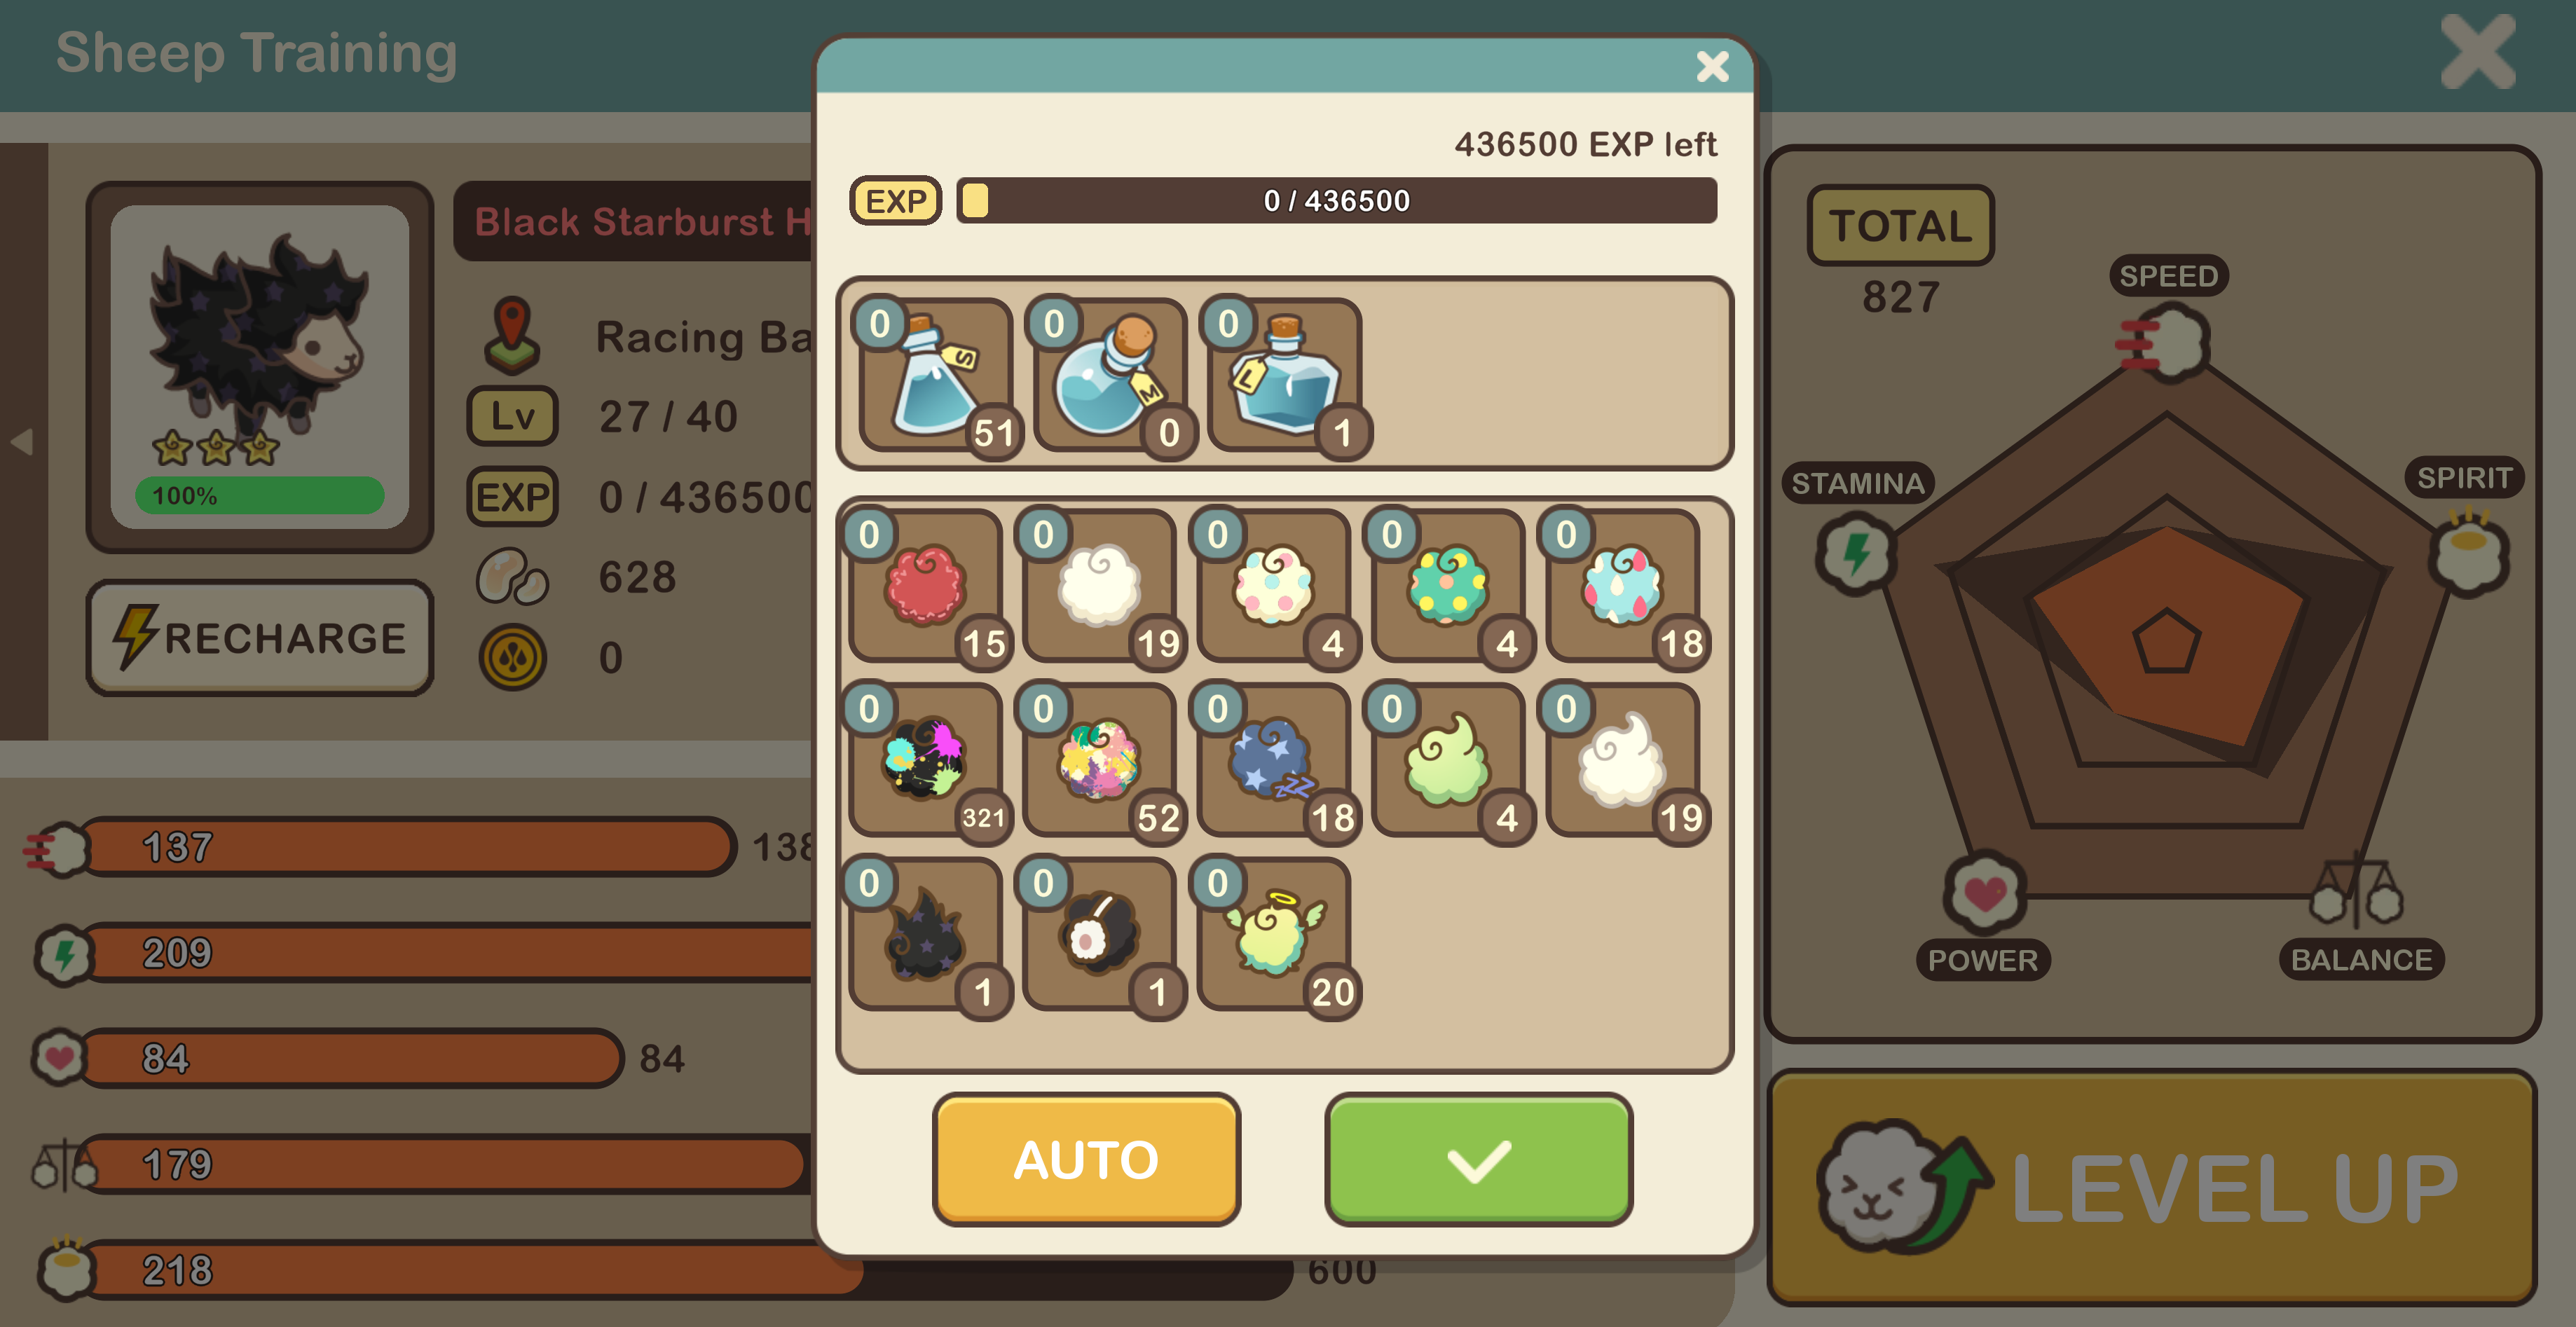 Sheep Training
Black Starburst H
100%
Racing Ba
Lv
27 / 40
EXP
0 / 436500
628
0
RECHARGE
137
138
209
84
84
179
218
600
436500 EXP left
EXP
0 / 436500
0
S
51
0
M
0
0
L
1
0
15
0
19
0
4
0
4
0
18
0
321
0
52
0
zz
18
0
4
0
19
0
1
0
1
0
20
AUTO
TOTAL
827
SPEED
STAMINA
SPIRIT
POWER
BALANCE
LEVEL UP